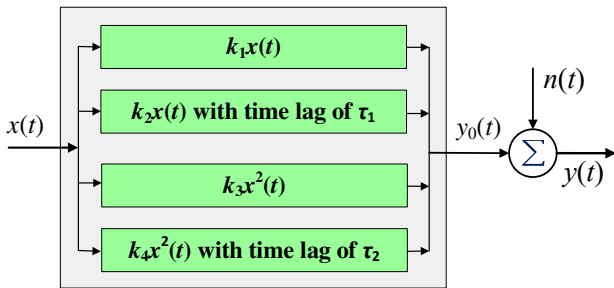 k₁x(t)
k₂x(t) with time lag of τ₁
k₃x²(t)
k₄x²(t) with time lag of τ₂
x(t)
y₀(t)
n(t)
Σ
y(t)